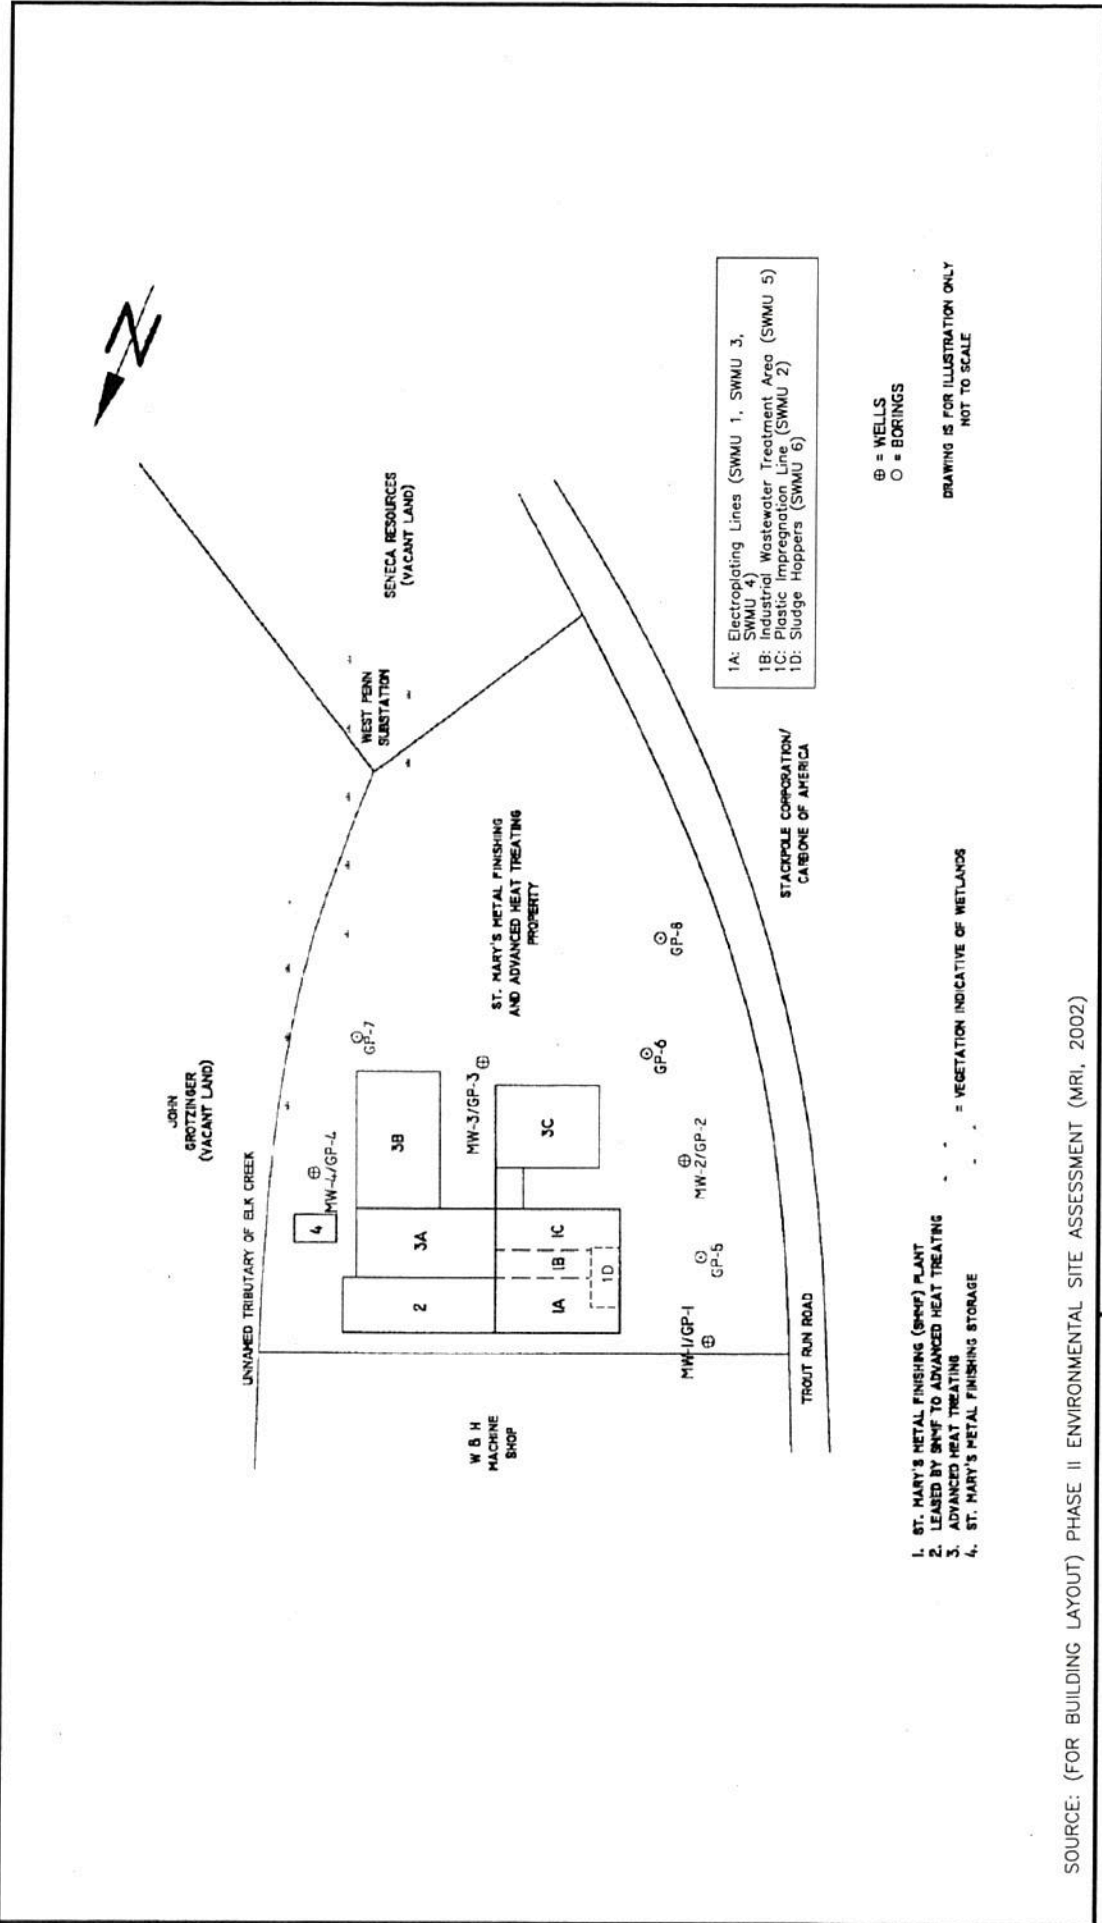 N
JOHN
GROTZINGER
(VACANT LAND)
UNNAMED TRIBUTARY OF ELK CREEK
SENECA RESOURCES
(VACANT LAND)
WEST PENN
SUBSTATION
4
MW-4/GP-4
GP-7
2
3A
3B
MW-3/GP-3
ST. MARY'S METAL FINISHING
AND ADVANCED HEAT TREATING
PROPERTY
W & H
MACHINE
SHOP
1A
1B
1C
1D
3C
MW-1/GP-1
GP-5
MW-2/GP-2
GP-6
GP-8
TROUT RUN ROAD
STACKPOLE CORPORATION/
CARBONE OF AMERICA
1A: Electroplating Lines (SWMU 1, SWMU 3,
SWMU 4)
1B: Industrial Wastewater Treatment Area (SWMU 5)
1C: Plastic Impregnation Line (SWMU 2)
1D: Sludge Hoppers (SWMU 6)
⊕ = WELLS
⊙ = BORINGS
DRAWING IS FOR ILLUSTRATION ONLY
NOT TO SCALE
1. ST. MARY'S METAL FINISHING (SMMF) PLANT
2. LEASED BY SMMF TO ADVANCED HEAT TREATING
3. ADVANCED HEAT TREATING
4. ST. MARY'S METAL FINISHING STORAGE
= VEGETATION INDICATIVE OF WETLANDS
SOURCE: (FOR BUILDING LAYOUT) PHASE II ENVIRONMENTAL SITE ASSESSMENT (MRI, 2002)